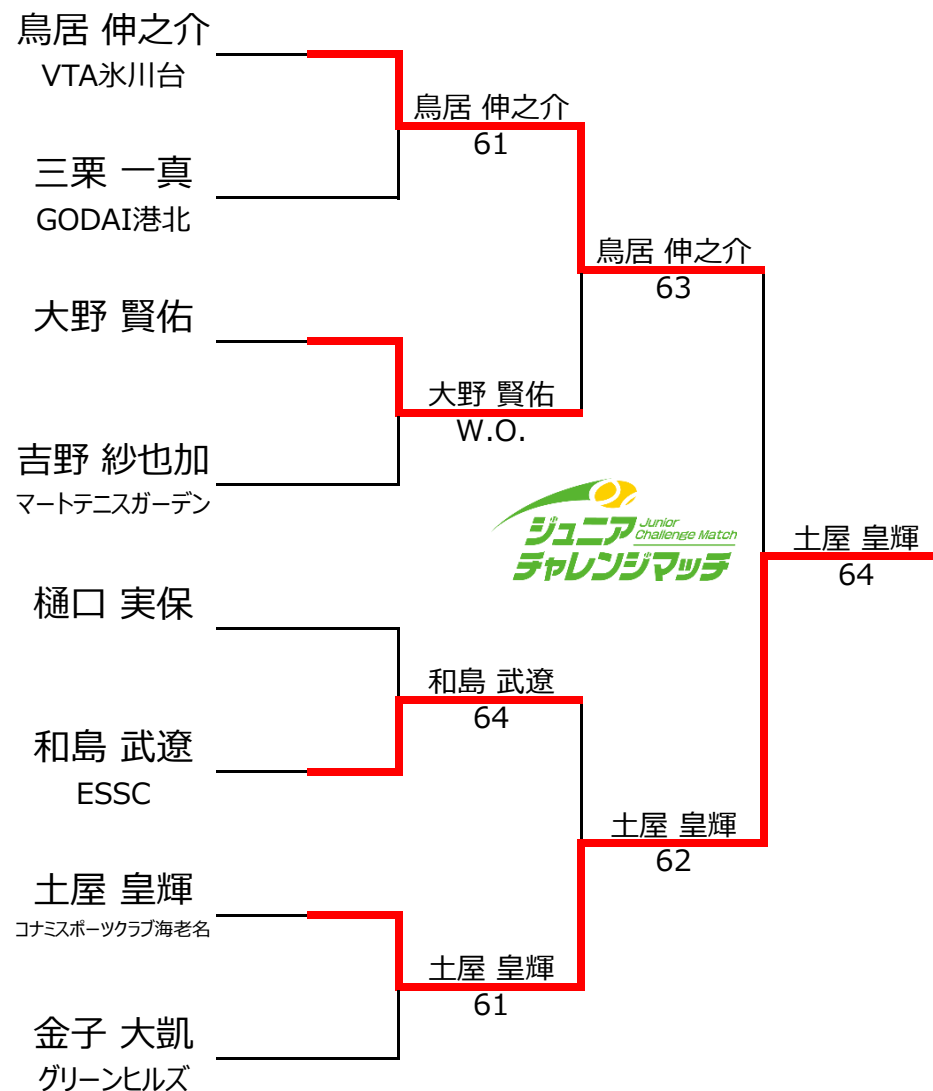 鳥居 伸之介
VTA氷川台
三栗 一真
GODAI港北
大野 賢佑
吉野 紗也加
マートテニスガーデン
樋口 実保
和島 武遼
ESSC
土屋 皇輝
コナミスポーツクラブ海老名
金子 大凱
グリーンヒルズ
鳥居 伸之介
61
大野 賢佑
W.O.
和島 武遼
64
土屋 皇輝
61
鳥居 伸之介
63
土屋 皇輝
62
土屋 皇輝
64
ジュニア Junior Challenge Match
チャレンジマッチ